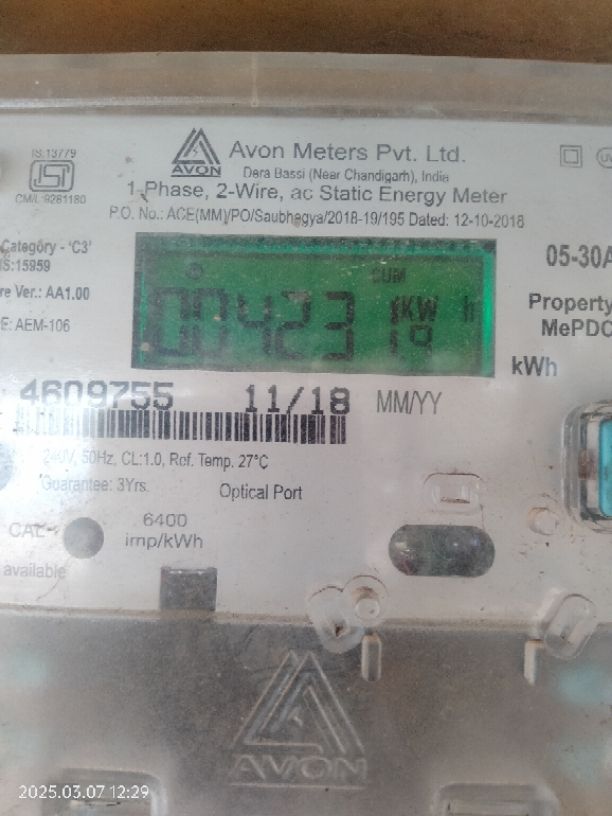 IS:13779
CM/L:9281180
AVON
Avon Meters Pvt. Ltd.
Dera Bassi (Near Chandigarh), India
1-Phase, 2-Wire, ac Static Energy Meter
P.O. No.: ACE(MM)/PO/Saubhagya/2018-19/195 Dated: 12-10-2018
Category - 'C3'
IS:15959
re Ver.: AA1.00
E: AEM-106
05-30A
Property
MePDC
CUM
KW h
kWh
4609755 11/18 MM/YY
240V, 50Hz, CL:1.0, Ref. Temp. 27°C
Guarantee: 3Yrs.
Optical Port
CAL
6400
imp/kWh
available
AVON
2025.03.07 12:29